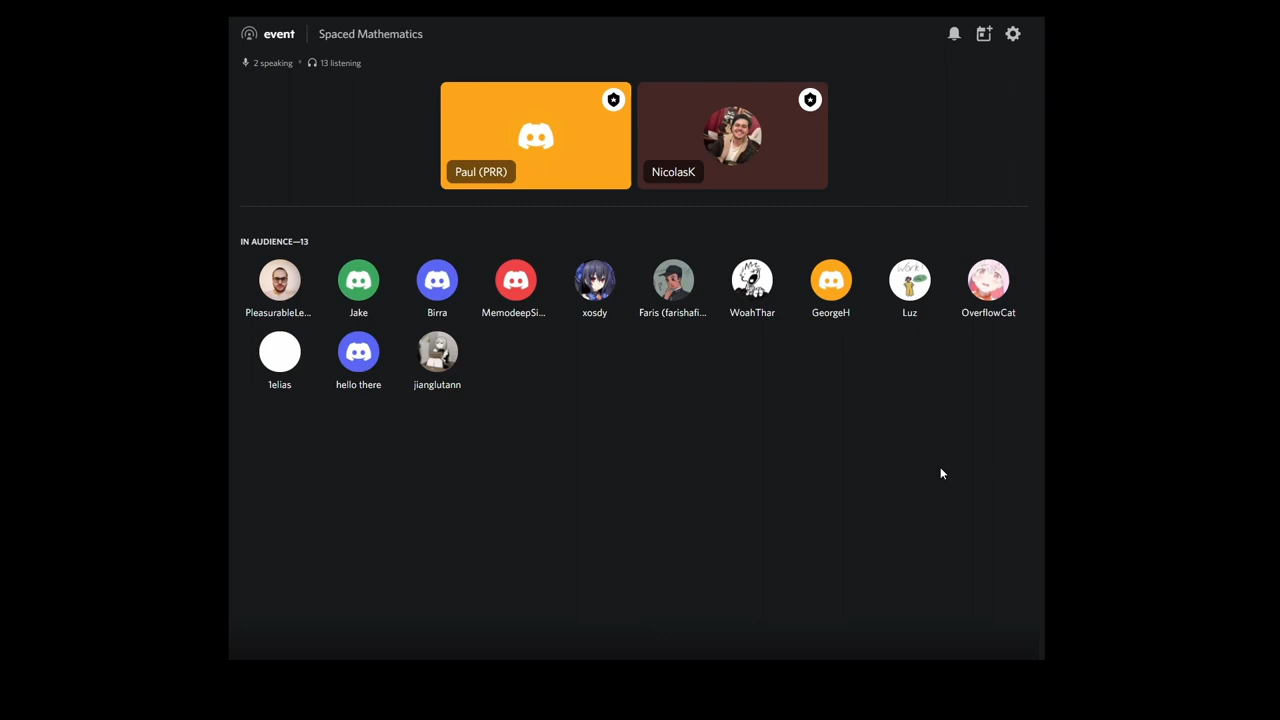 event Spaced Mathematics
2 speaking • 13 listening
Paul (PRR) NicolasK
IN AUDIENCE—13
PleasurableLe... Jake Birra MemodeepSi... xosdy Faris (farishafi... WoahThar GeorgeH Luz OverflowCat
1elias hello there jianglutann